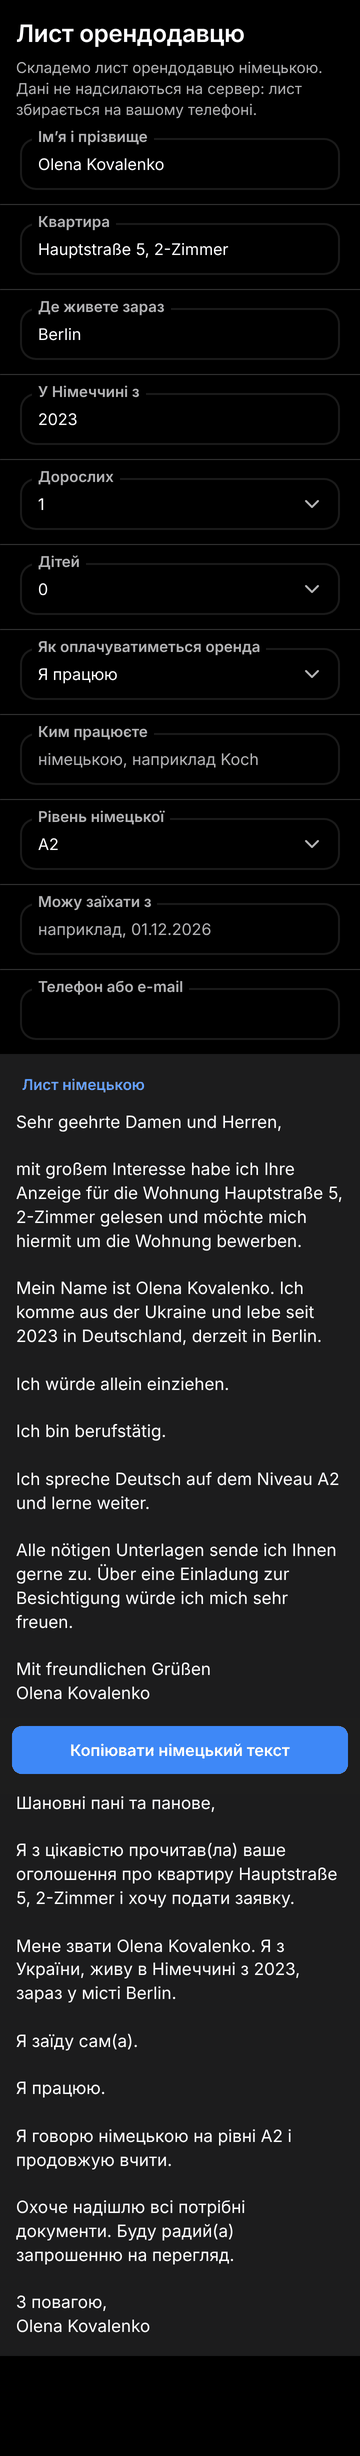 Лист орендодавцю
Складемо лист орендодавцю німецькою.
Дані не надсилаються на сервер: лист
збирається на вашому телефоні.
Ім’я і прізвище
Olena Kovalenko
Квартира
Hauptstraße 5, 2-Zimmer
Де живете зараз
Berlin
У Німеччині з
2023
Дорослих
1
Дітей
0
Як оплачуватиметься оренда
Я працюю
Ким працюєте
німецькою, наприклад Koch
Рівень німецької
A2
Можу заїхати з
наприклад, 01.12.2026
Телефон або e-mail
Лист німецькою
Sehr geehrte Damen und Herren,
mit großem Interesse habe ich Ihre
Anzeige für die Wohnung Hauptstraße 5,
2-Zimmer gelesen und möchte mich
hiermit um die Wohnung bewerben.
Mein Name ist Olena Kovalenko. Ich
komme aus der Ukraine und lebe seit
2023 in Deutschland, derzeit in Berlin.
Ich würde allein einziehen.
Ich bin berufstätig.
Ich spreche Deutsch auf dem Niveau A2
und lerne weiter.
Alle nötigen Unterlagen sende ich Ihnen
gerne zu. Über eine Einladung zur
Besichtigung würde ich mich sehr
freuen.
Mit freundlichen Grüßen
Olena Kovalenko
Копіювати німецький текст
Шановні пані та панове,
Я з цікавістю прочитав(ла) ваше
оголошення про квартиру Hauptstraße
5, 2-Zimmer і хочу подати заявку.
Мене звати Olena Kovalenko. Я з
України, живу в Німеччині з 2023,
зараз у місті Berlin.
Я заїду сам(а).
Я працюю.
Я говорю німецькою на рівні A2 і
продовжую вчити.
Охоче надішлю всі потрібні
документи. Буду радий(а)
запрошенню на перегляд.
З повагою,
Olena Kovalenko